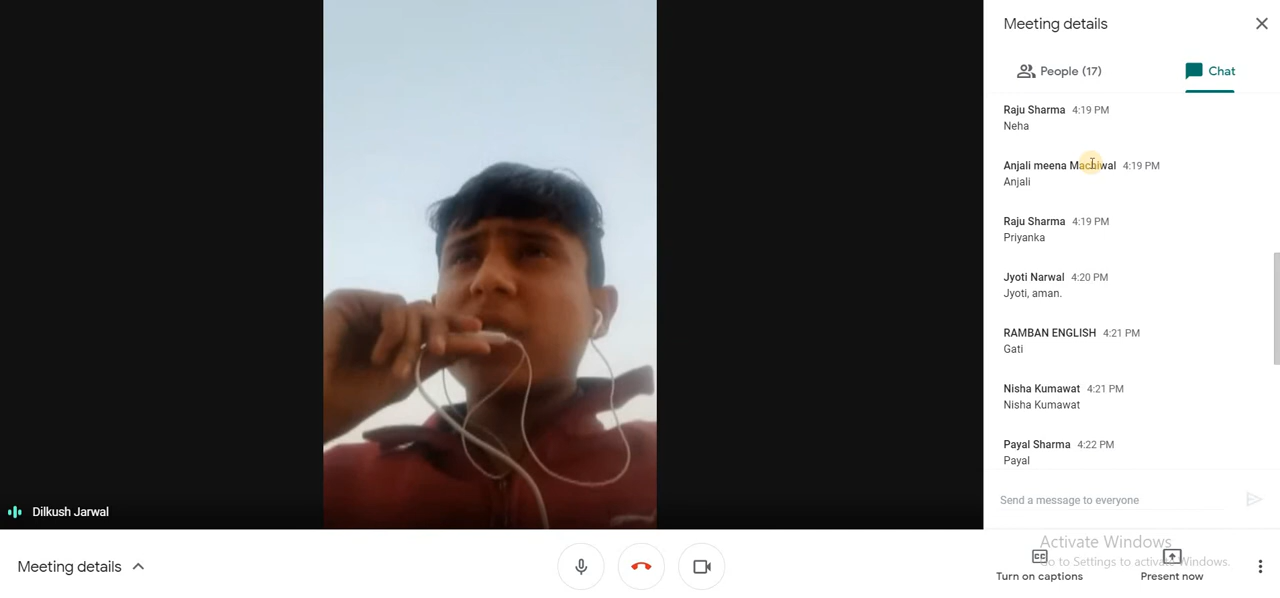 Meeting details
People (17)
Chat
Raju Sharma 4:19 PM
Neha
Anjali meena Machiwal 4:19 PM
Anjali
Raju Sharma 4:19 PM
Priyanka
Jyoti Narwal 4:20 PM
Jyoti, aman.
RAMBAN ENGLISH 4:21 PM
Gati
Nisha Kumawat 4:21 PM
Nisha Kumawat
Payal Sharma 4:22 PM
Payal
Send a message to everyone
Dilkush Jarwal
Activate Windows
Go to Settings to activate Windows.
Meeting details
CC
Turn on captions
Present now